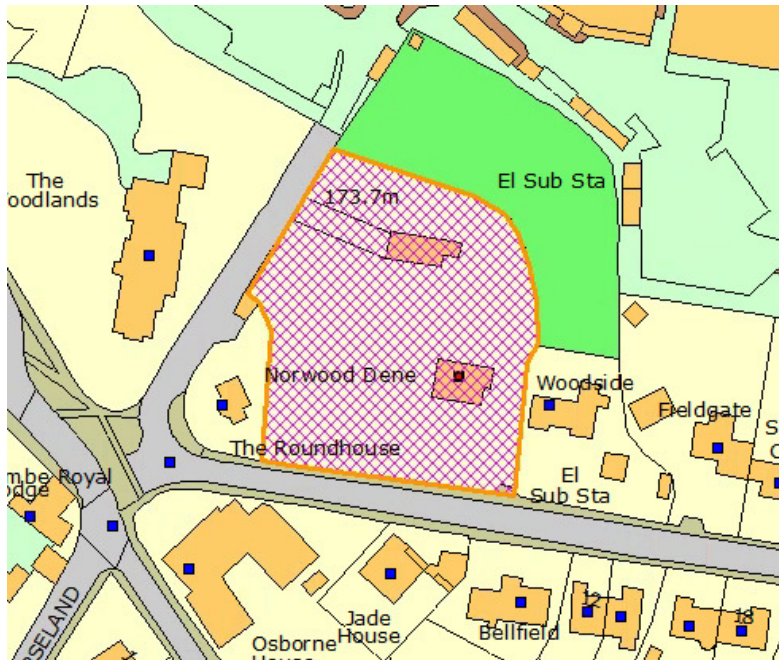 El Sub Sta
The
oodlands
173.7m
Norwood Dene
Woodside
Fieldgate
The Roundhouse
mbe Royal
odge
El
Sub Sta
12
18
Jade
House
Bellfield
Osborne
House
SELAND